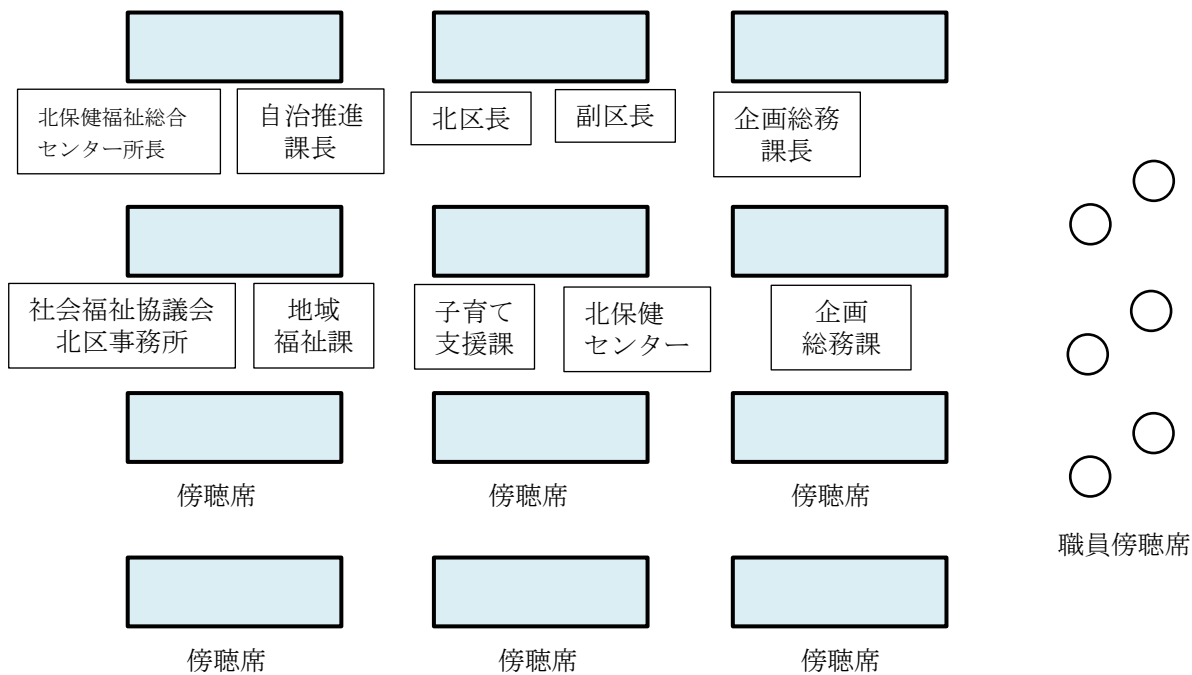 北保健福祉総合
センター所長
自治推進
課長
北区長
副区長
企画総務
課長
社会福祉協議会
北区事務所
地域
福祉課
子育て
支援課
北保健
センター
企画
総務課
傍聴席
傍聴席
傍聴席
職員傍聴席
傍聴席
傍聴席
傍聴席